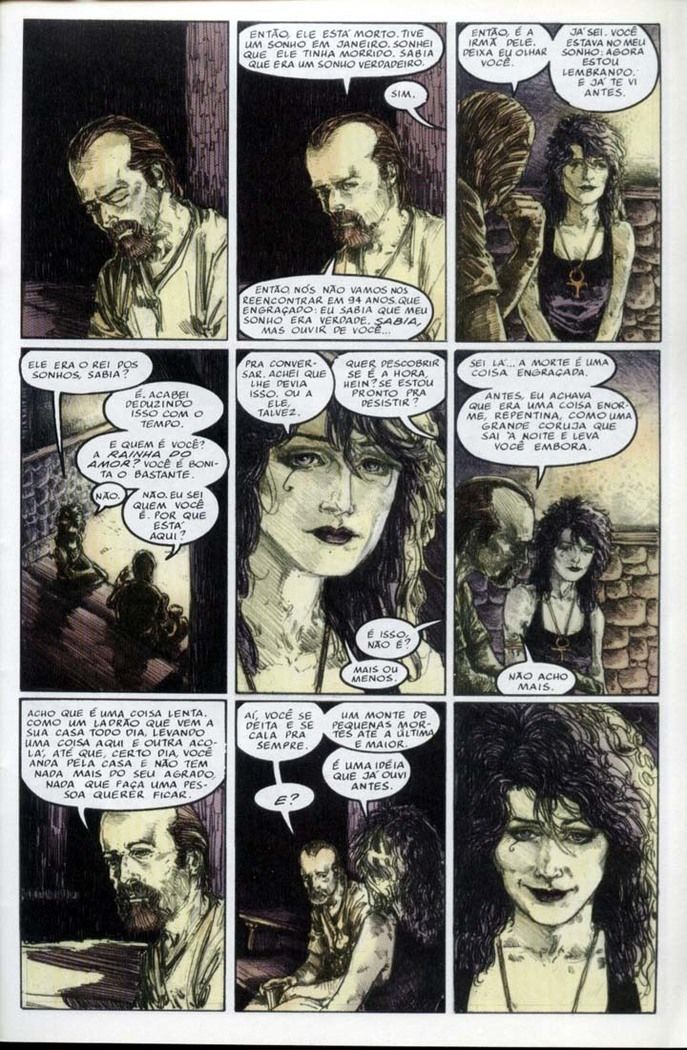 ENTÃO, ELE ESTÁ MORTO. TIVE
UM SONHO EM JANEIRO. SONHEI
QUE ELE TINHA MORRIDO. SABIA
QUE ERA UM SONHO VERDADEIRO.
SIM.
ENTÃO, NÓS NÃO VAMOS NOS
REENCONTRAR EM 94 ANOS. QUE
ENGRAÇADO: EU SABIA QUE MEU
SONHO ERA VERDADE. SABIA,
MAS OUVIR DE VOCÊ...
ENTÃO, É A
IRMÃ DELE.
DEIXA EU OLHAR
VOCÊ.
JÁ SEI. VOCÊ
ESTAVA NO MEU
SONHO: AGORA
ESTOU
LEMBRANDO.
E JÁ TE VI
ANTES.
ELE ERA O REI DOS
SONHOS, SABIA?
É. ACABEI
DEDUZINDO
ISSO COM O
TEMPO.
E QUEM É VOCÊ?
A RAINHA DO
AMOR? VOCÊ É BONI-
TA O BASTANTE.
NÃO.
NÃO. EU SEI
QUEM VOCÊ
É. POR QUE
ESTÁ
AQUI?
PRA CONVER-
SAR. ACHEI QUE
LHE DEVIA
ISSO. OU A
ELE,
TALVEZ.
QUER DESCOBRIR
SE É A HORA,
HEIN? SE ESTOU
PRONTO PRA
DESISTIR?
É ISSO,
NÃO É?
MAIS OU
MENOS.
SEI LÁ... A MORTE É UMA
COISA ENGRAÇADA.
ANTES, EU ACHAVA
QUE ERA UMA COISA ENOR-
ME, REPENTINA, COMO UMA
GRANDE CORUJA QUE
SAI À NOITE E LEVA
VOCÊ EMBORA.
NÃO ACHO
MAIS.
ACHO QUE É UMA COISA LENTA.
COMO UM LADRÃO QUE VEM A
SUA CASA TODO DIA, LEVANDO
UMA COISA AQUI E OUTRA ACO-
LÁ, ATÉ QUE, CERTO DIA, VOCÊ
ANDA PELA CASA E NÃO TEM
NADA MAIS DO SEU AGRADO,
NADA QUE FAÇA UMA PES-
SOA QUERER FICAR.
AÍ, VOCÊ SE
DEITA E SE
CALA PRA
SEMPRE.
E?
UM MONTE DE
PEQUENAS MOR-
TES ATÉ A ÚLTIMA
E MAIOR.
É UMA IDÉIA
QUE JÁ OUVI
ANTES.